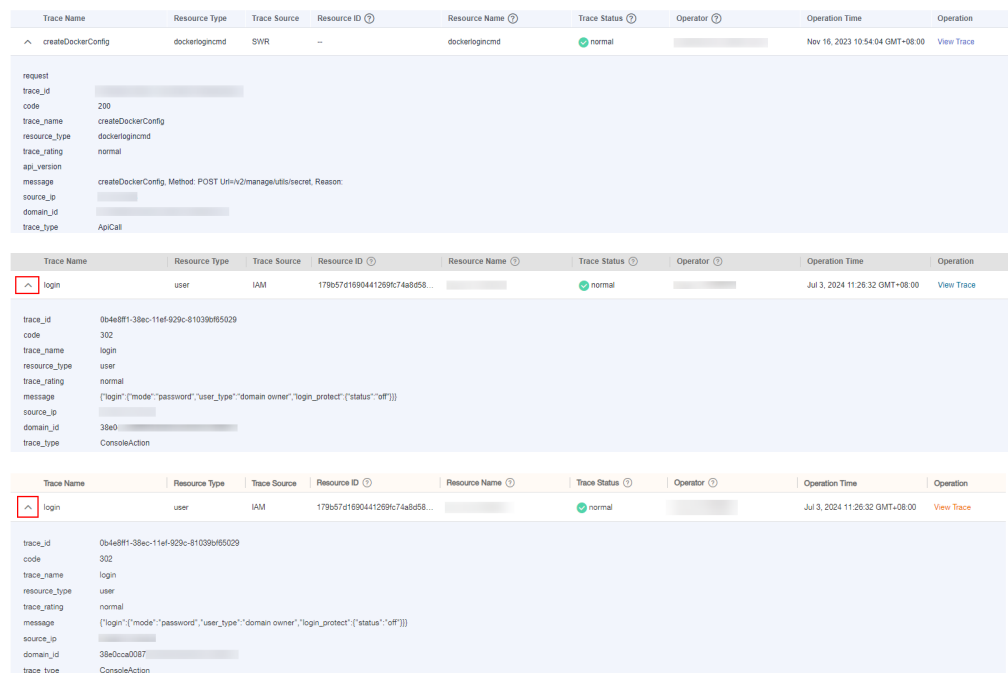 Trace Name Resource Type Trace Source Resource ID ? Resource Name ? Trace Status ? Operator ? Operation Time Operation
createDockerConfig dockerlogincmd SWR -- dockerlogincmd normal Nov 16, 2023 10:54:04 GMT+08:00 View Trace
request
trace_id
code 200
trace_name createDockerConfig
resource_type dockerlogincmd
trace_rating normal
api_version
message createDockerConfig, Method: POST Url=/v2/manage/utils/secret, Reason:
source_ip
domain_id
trace_type ApiCall
Trace Name Resource Type Trace Source Resource ID ? Resource Name ? Trace Status ? Operator ? Operation Time Operation
login user IAM 179b57d1690441269fc74a8d58... normal Jul 3, 2024 11:26:32 GMT+08:00 View Trace
trace_id 0b4e8ff1-38ec-11ef-929c-81039bf65029
code 302
trace_name login
resource_type user
trace_rating normal
message {"login":{"mode":"password","user_type":"domain owner","login_protect":{"status":"off"}}}
source_ip
domain_id 38e0
trace_type ConsoleAction
Trace Name Resource Type Trace Source Resource ID ? Resource Name ? Trace Status ? Operator ? Operation Time Operation
login user IAM 179b57d1690441269fc74a8d58... normal Jul 3, 2024 11:26:32 GMT+08:00 View Trace
trace_id 0b4e8ff1-38ec-11ef-929c-81039bf65029
code 302
trace_name login
resource_type user
trace_rating normal
message {"login":{"mode":"password","user_type":"domain owner","login_protect":{"status":"off"}}}
source_ip
domain_id 38e0cca0087
trace_type ConsoleAction